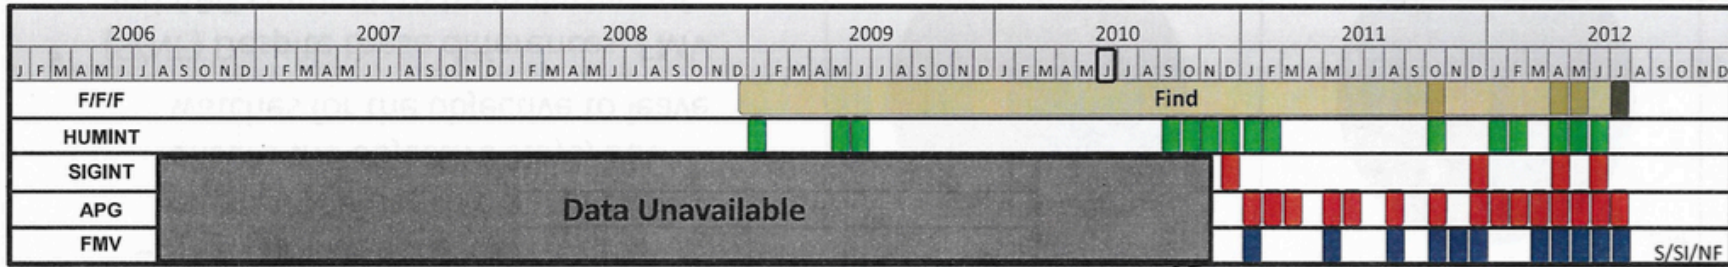 2006 2007 2008 2009 2010 2011 2012
J F M A M J J A S O N D J F M A M J J A S O N D J F M A M J J A S O N D J F M A M J J A S O N D J F M A M J J A S O N D J F M A M J J A S O N D J F M A M J J A S O N D
F/F/F Find
HUMINT
SIGINT
APG Data Unavailable
FMV S/SI/NF